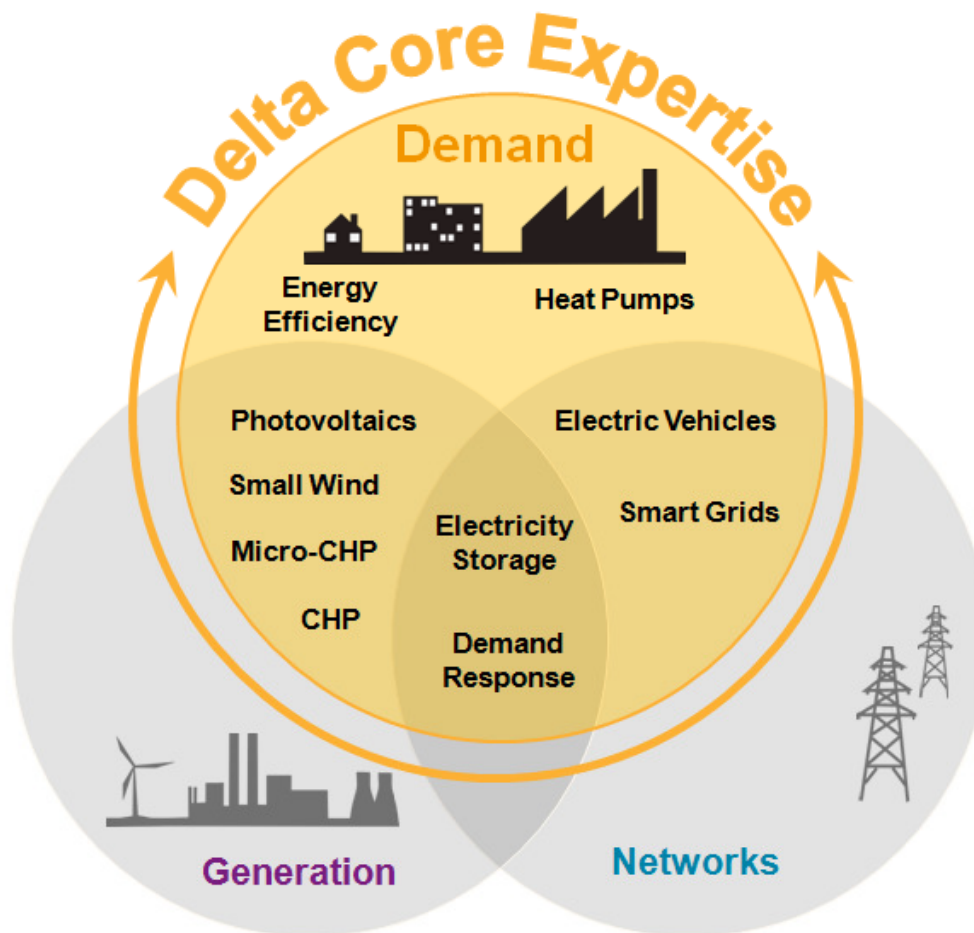 Delta Core Expertise
Demand
Energy
Efficiency
Heat Pumps
Photovoltaics
Electric Vehicles
Small Wind
Smart Grids
Electricity
Storage
Micro-CHP
CHP
Demand
Response
Generation
Networks